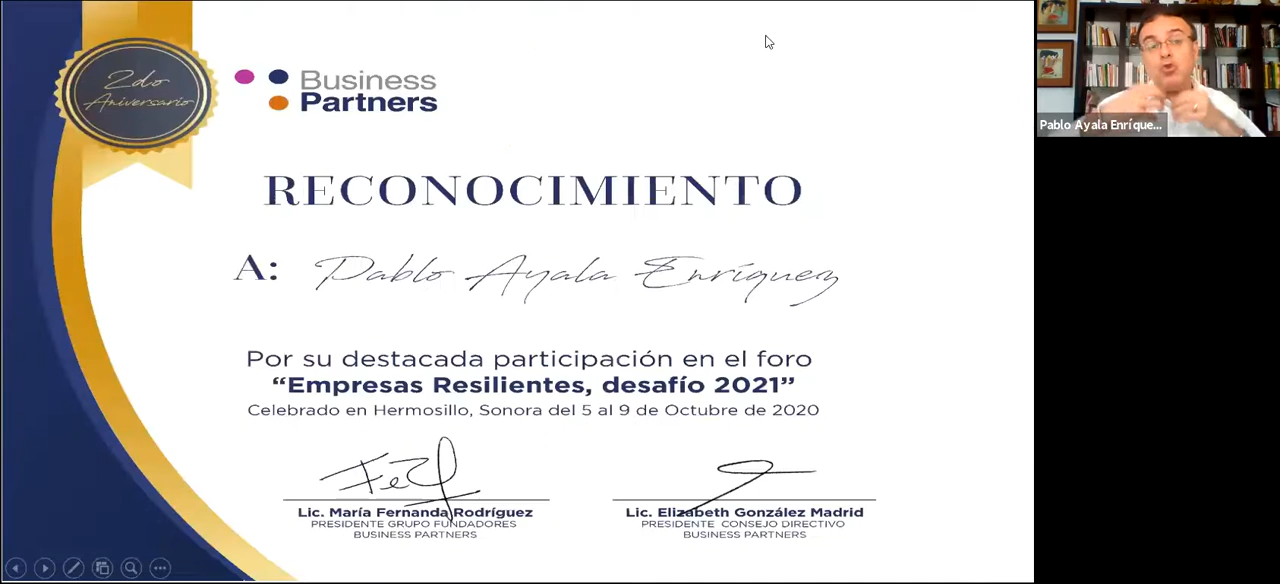 2do
Aniversario
Business
Partners
RECONOCIMIENTO
A: Pablo Ayala Enríquez
Por su destacada participación en el foro
“Empresas Resilientes, desafío 2021”
Celebrado en Hermosillo, Sonora del 5 al 9 de Octubre de 2020
Lic. María Fernanda Rodríguez
PRESIDENTE GRUPO FUNDADORES
BUSINESS PARTNERS
Lic. Elizabeth González Madrid
PRESIDENTE CONSEJO DIRECTIVO
BUSINESS PARTNERS
Pablo Ayala Enríque...